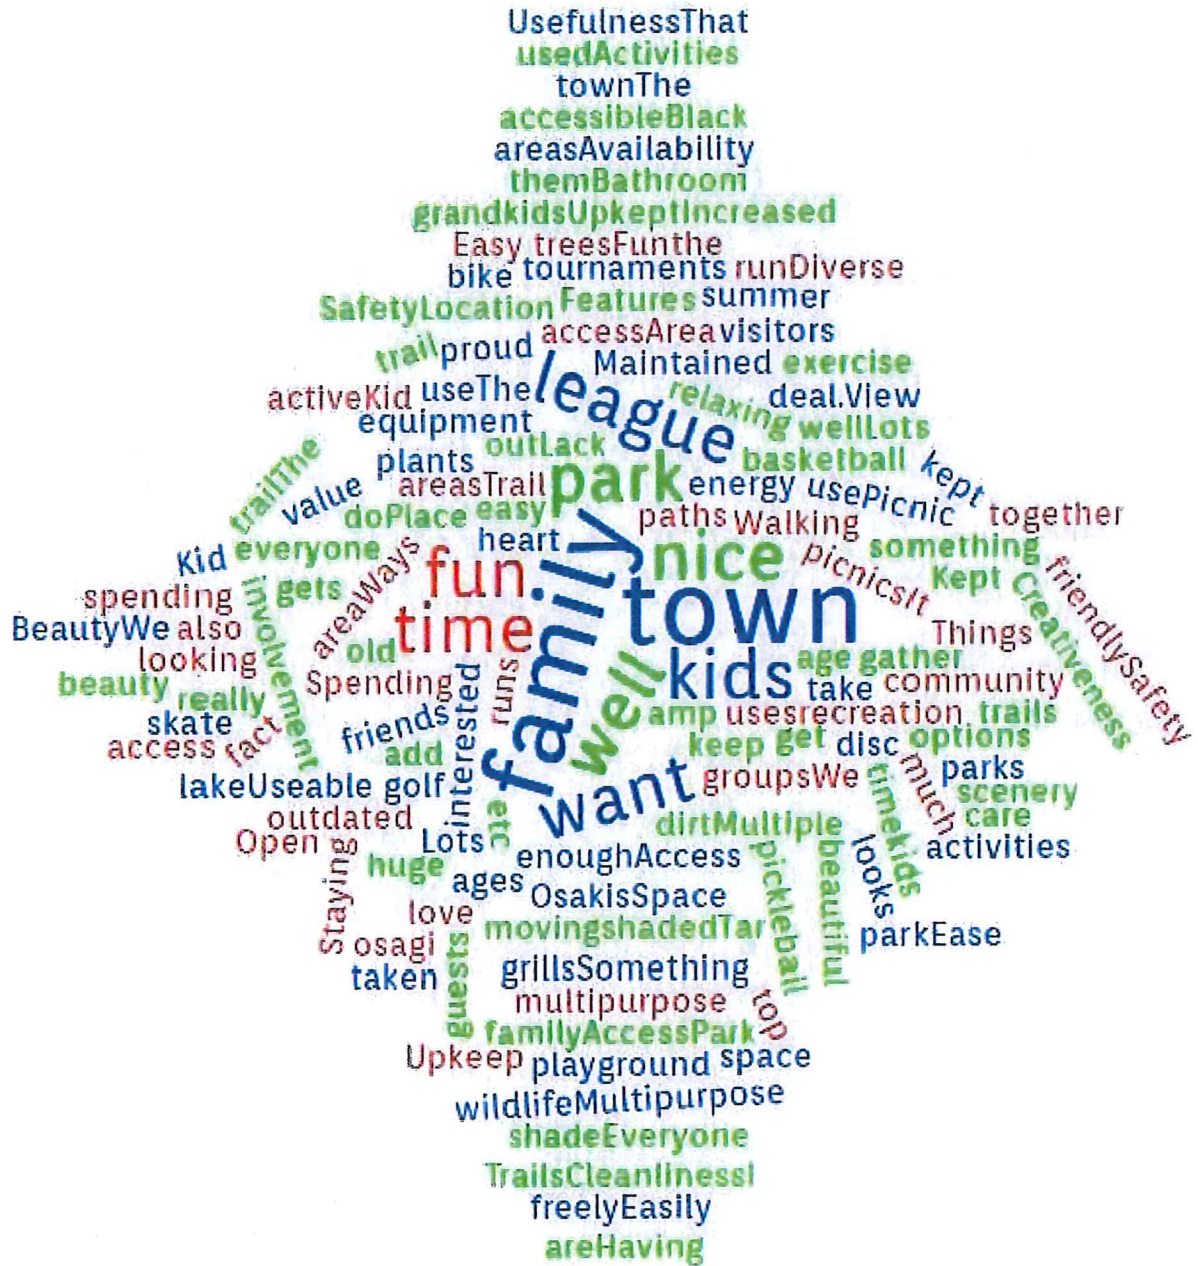 UsefulnessThat
usedActivities
townThe
accessibleBlack
areasAvailability
themBathroom
grandkidsUpkeptIncreased
Easy treesFunthe
bike tournaments runDiverse
SafetyLocation Features summer
accessArea visitors
trail proud Maintained exercise
activeKid useThe league relaxing deal.View
equipment wellLots
outLack basketball
plants kept
trailThe value areasTrail park energy usePicnic
doPlace easy paths Walking together
heart something
Kid everyone areaWays fun family nice picnicsIt Kept friendlySafety
spending involvement gets town Creativeness
BeautyWe also time Things
looking old well
beauty really Spending runs kids age gather
interested take community
skate friends amp usesrecreation trails
access fact add keep get disc options
lakeUseable golf want groupsWe much parks
timekids scenery
outdated etc dirtMultiple care
Open Lots activities
Staying huge enoughAccess picklebail beautiful looks
ages OsakisSpace
love
osagi guests movingshadedTar parkEase
taken grillsSomething
multipurpose top
familyAccessPark
Upkeep playground space
wildlifeMultipurpose
shadeEveryone
TrailsCleanlinessI
freelyEasily
areHaving